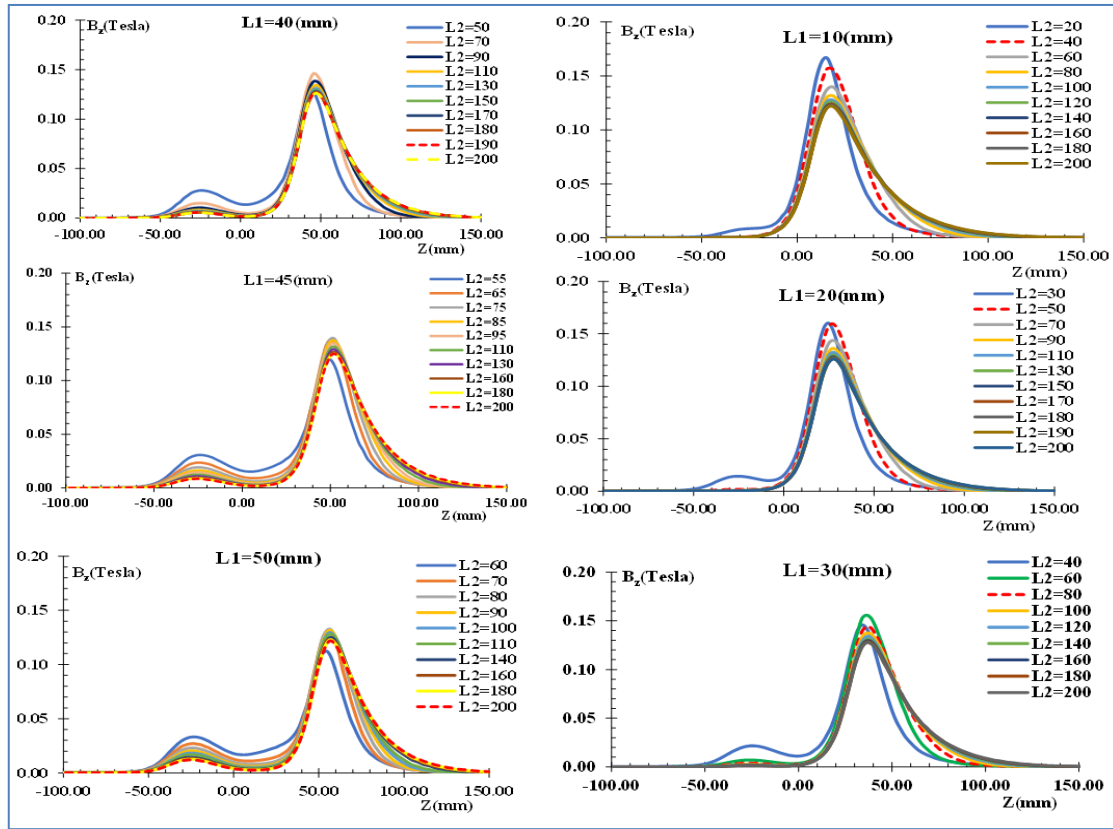 L1=40(mm)
B_z(Tesla)
0.20
0.15
0.10
0.05
0.00
-100.00 -50.00 0.00 50.00 100.00 150.00
Z(mm)
L2=50
L2=70
L2=90
L2=110
L2=130
L2=150
L2=170
L2=180
L2=190
L2=200
L1=10(mm)
B_z(Tesla)
0.20
0.15
0.10
0.05
0.00
-100.00 -50.00 0.00 50.00 100.00 150.00
Z(mm)
L2=20
L2=40
L2=60
L2=80
L2=100
L2=120
L2=140
L2=160
L2=180
L2=200
L1=45(mm)
B_z(Tesla)
0.20
0.15
0.10
0.05
0.00
-100.00 -50.00 0.00 50.00 100.00 150.00
Z(mm)
L2=55
L2=65
L2=75
L2=85
L2=95
L2=110
L2=130
L2=160
L2=180
L2=200
L1=20(mm)
B_z(Tesla)
0.20
0.15
0.10
0.05
0.00
-100.00 -50.00 0.00 50.00 100.00 150.00
Z(mm)
L2=30
L2=50
L2=70
L2=90
L2=110
L2=130
L2=150
L2=170
L2=180
L2=190
L2=200
L1=50(mm)
B_z(Tesla)
0.20
0.15
0.10
0.05
0.00
-100.00 -50.00 0.00 50.00 100.00 150.00
Z(mm)
L2=60
L2=70
L2=80
L2=90
L2=100
L2=110
L2=140
L2=160
L2=180
L2=200
L1=30(mm)
B_z(Tesla)
0.20
0.15
0.10
0.05
0.00
-100.00 -50.00 0.00 50.00 100.00 150.00
Z(mm)
L2=40
L2=60
L2=80
L2=100
L2=120
L2=140
L2=160
L2=180
L2=200